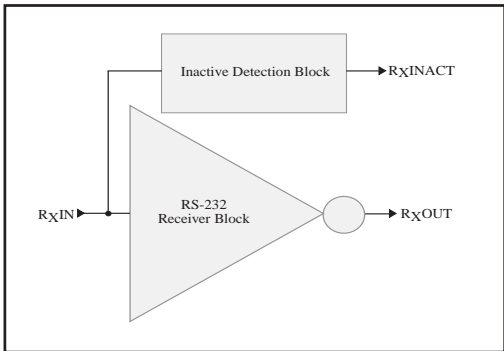 Inactive Detection Block
RXINACT
RXIN
RS-232
Receiver Block
RXOUT